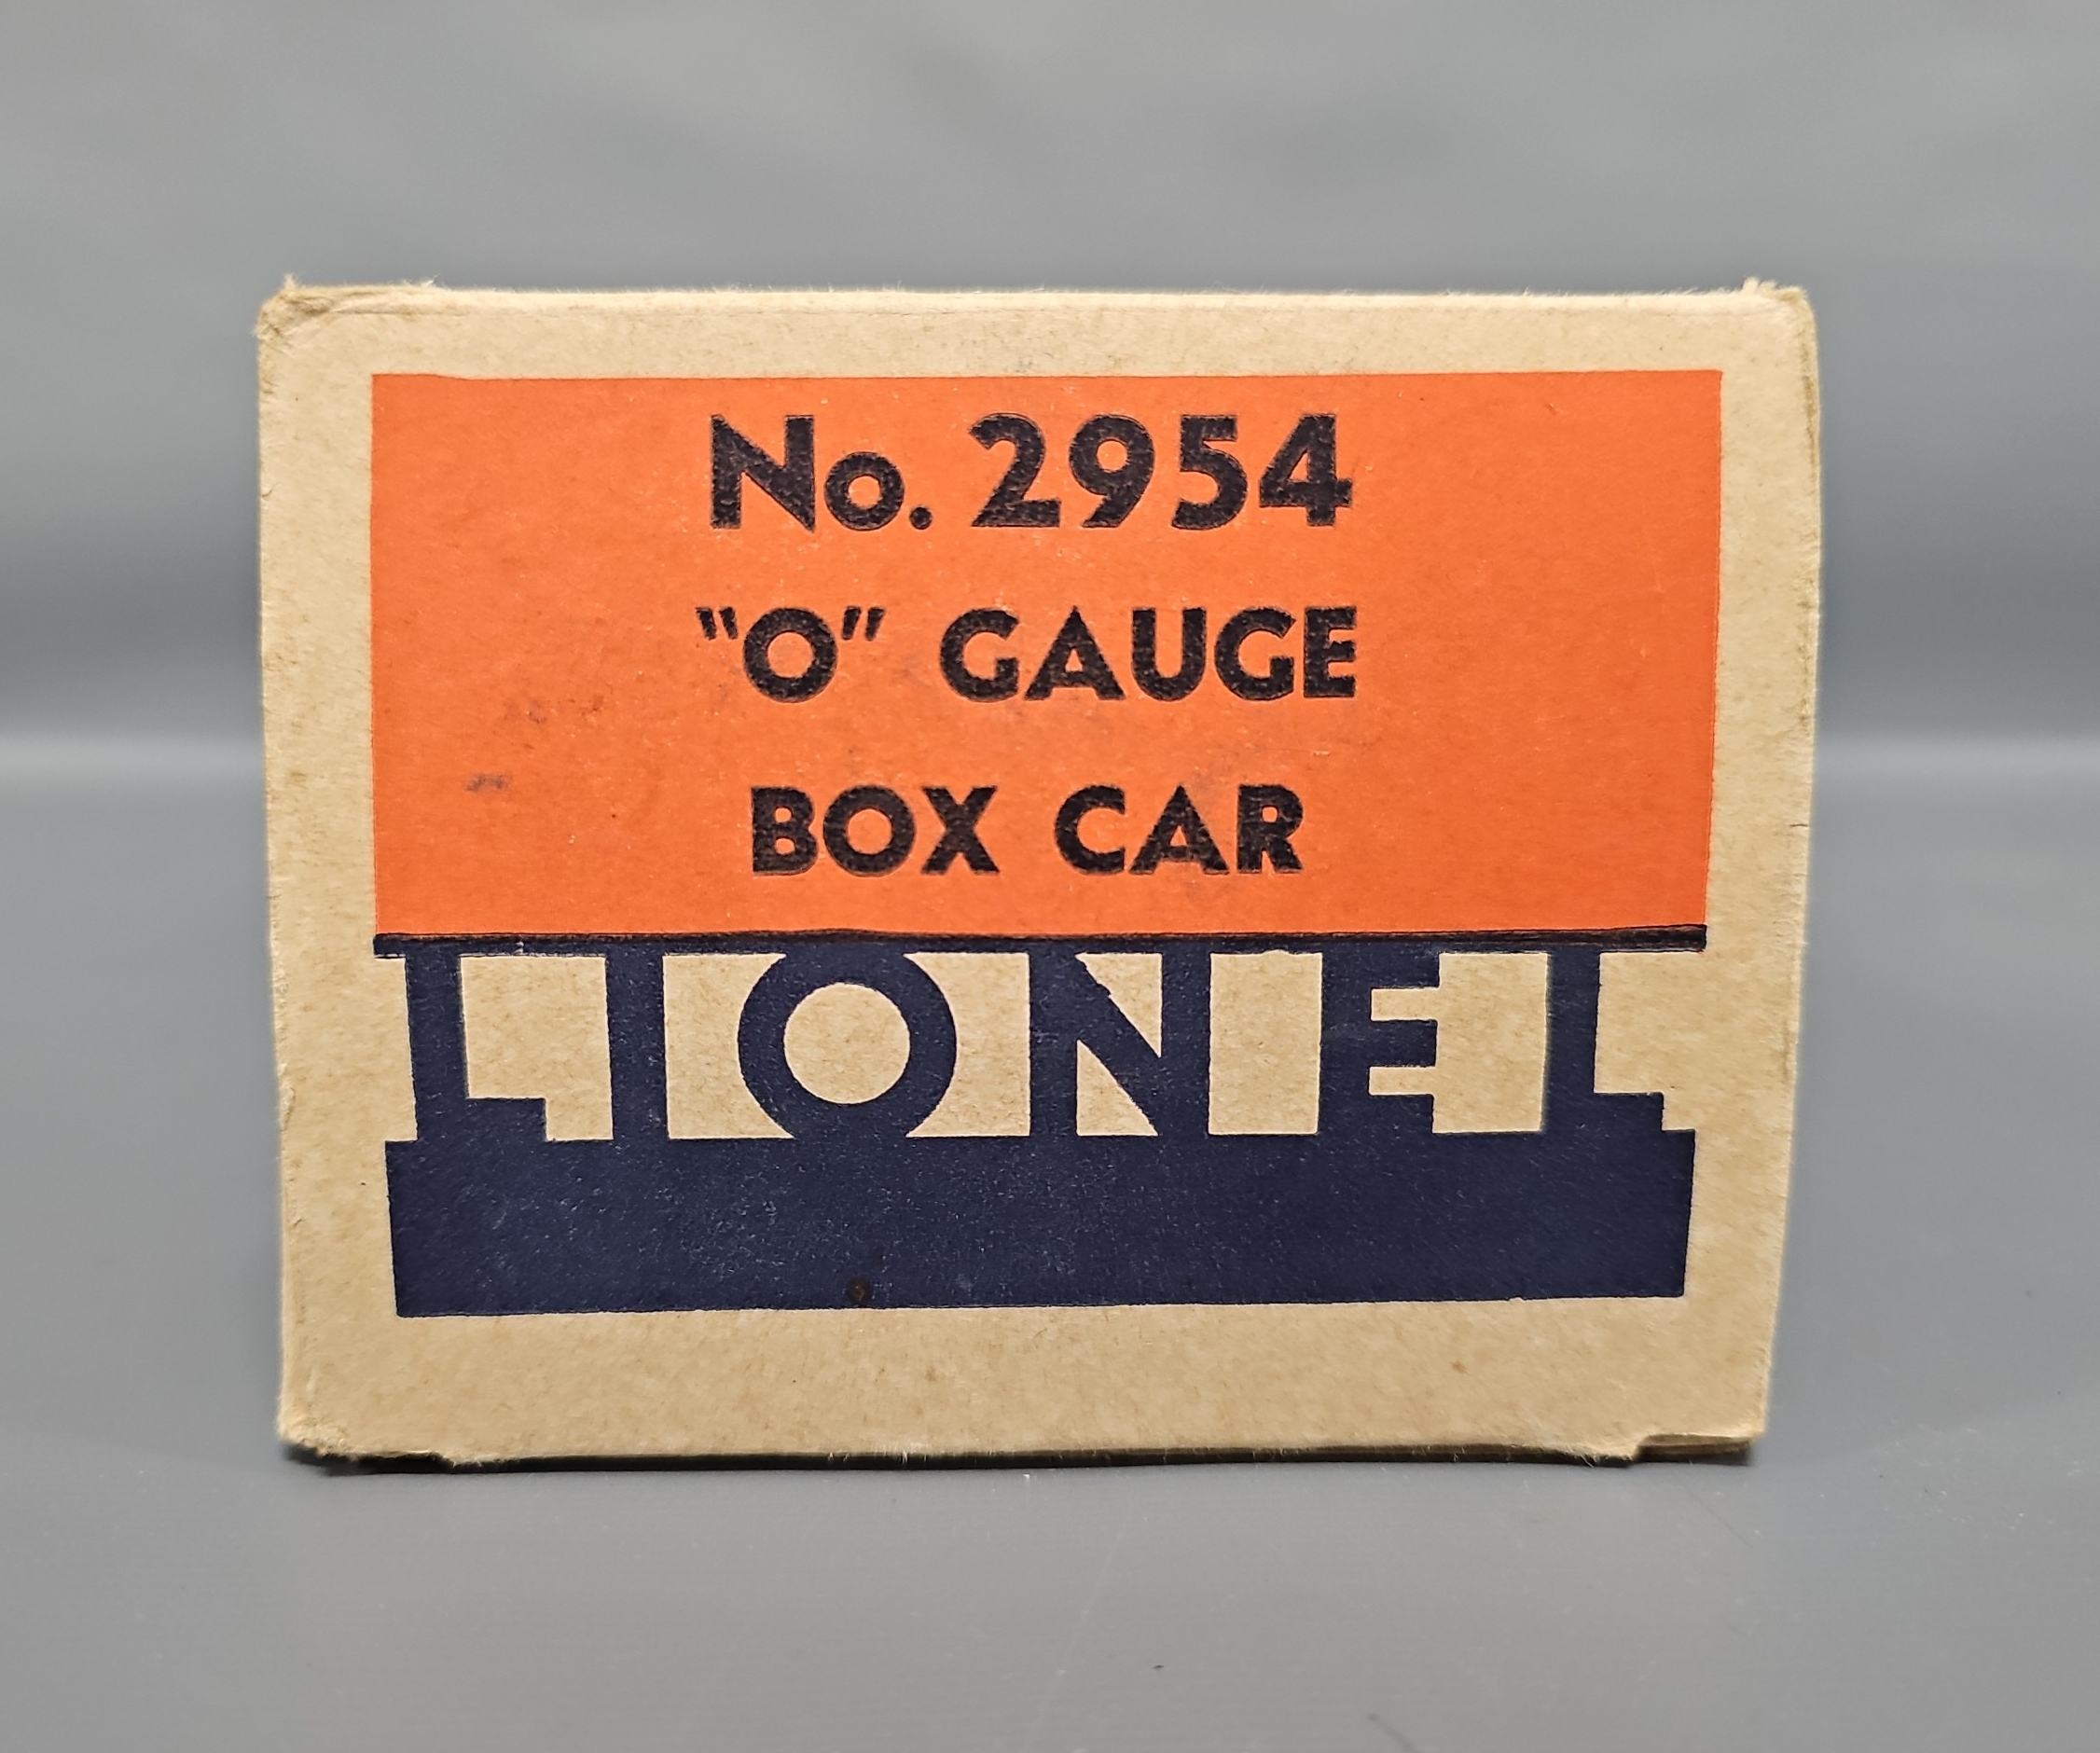 No. 2954
"O" GAUGE
BOX CAR
LIONEL